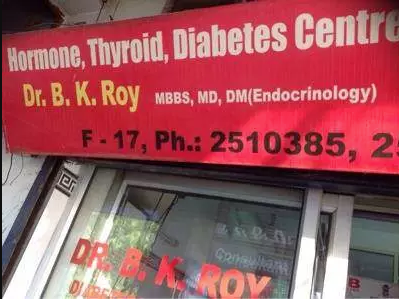 Hormone, Thyroid, Diabetes Centre
Dr. B. K. Roy MBBS, MD, DM(Endocrinology)
F - 17, Ph.: 2510385,
DR. B. K. ROY